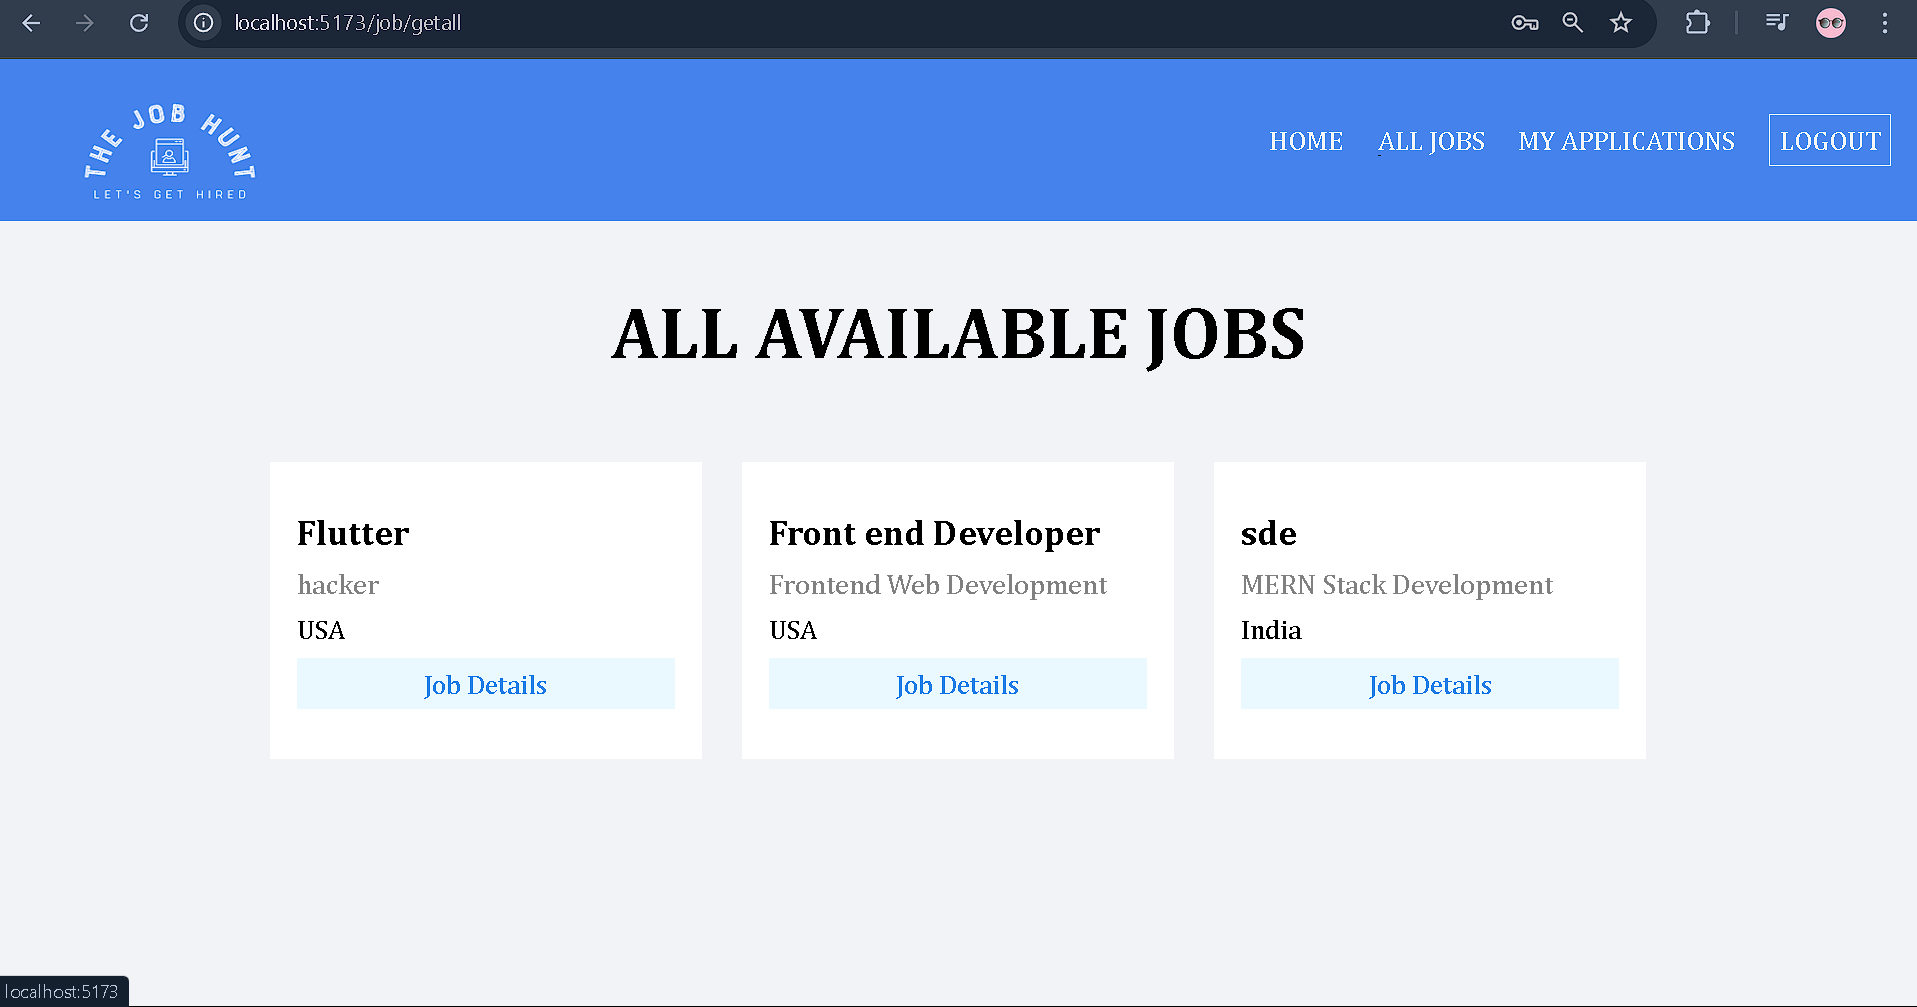 localhost:5173/job/getall
THE JOB HUNT
LET'S GET HIRED
HOME ALL JOBS MY APPLICATIONS LOGOUT
ALL AVAILABLE JOBS
Flutter
hacker
USA
Job Details
Front end Developer
Frontend Web Development
USA
Job Details
sde
MERN Stack Development
India
Job Details
localhost:5173